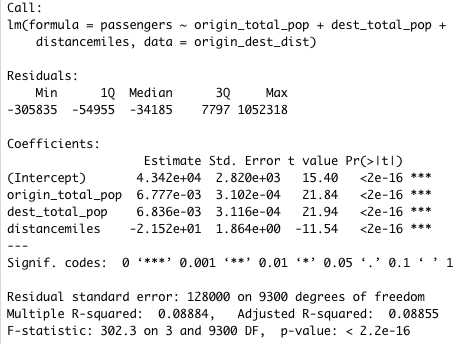 Call:
lm(formula = passengers ~ origin_total_pop + dest_total_pop +
    distancemiles, data = origin_dest_dist)

Residuals:
    Min      1Q  Median      3Q     Max
-305835  -54955  -34185    7797 1052318

Coefficients:
                   Estimate Std. Error t value Pr(>|t|)
(Intercept)       4.342e+04  2.820e+03   15.40   <2e-16 ***
origin_total_pop  6.777e-03  3.102e-04   21.84   <2e-16 ***
dest_total_pop    6.836e-03  3.116e-04   21.94   <2e-16 ***
distancemiles    -2.152e+01  1.864e+00  -11.54   <2e-16 ***
---
Signif. codes:  0 ‘***’ 0.001 ‘**’ 0.01 ‘*’ 0.05 ‘.’ 0.1 ‘ ’ 1

Residual standard error: 128000 on 9300 degrees of freedom
Multiple R-squared:  0.08884,	Adjusted R-squared:  0.08855
F-statistic: 302.3 on 3 and 9300 DF,  p-value: < 2.2e-16